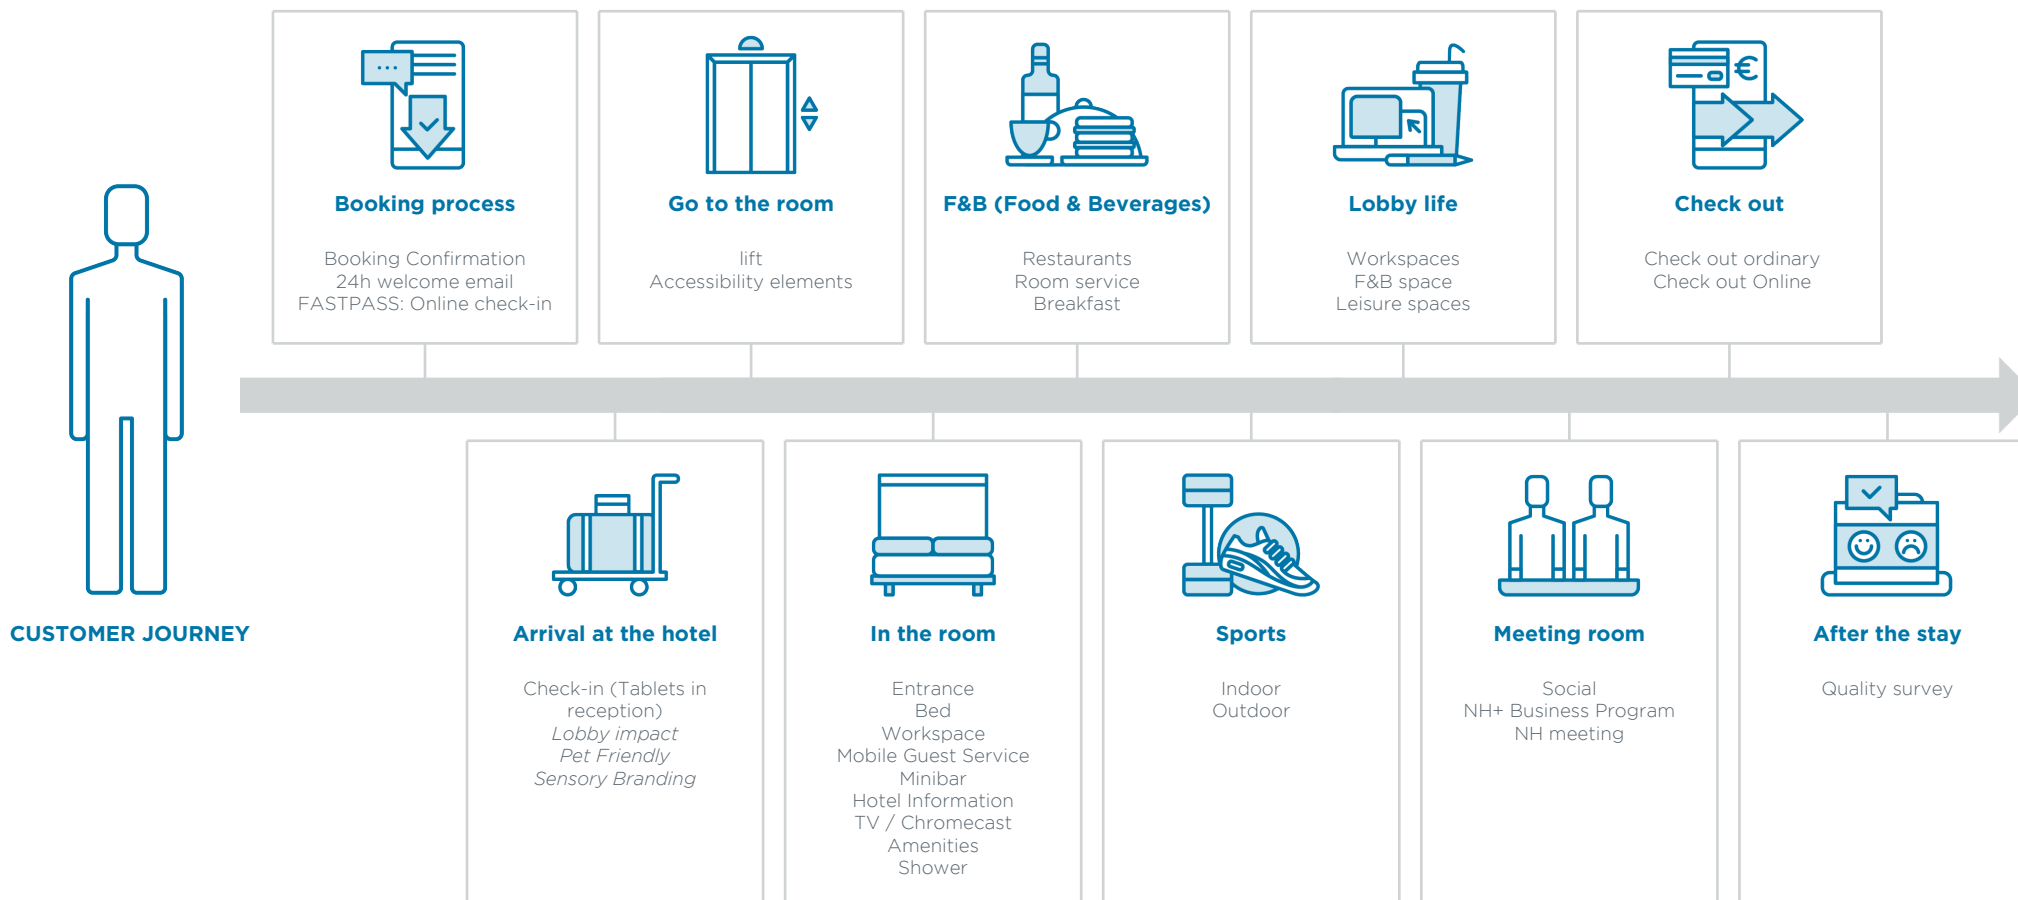 Booking process
Booking Confirmation
24h welcome email
FASTPASS: Online check-in
Go to the room
lift
Accessibility elements
F&B (Food & Beverages)
Restaurants
Room service
Breakfast
Lobby life
Workspaces
F&B space
Leisure spaces
€
Check out
Check out ordinary
Check out Online
CUSTOMER JOURNEY
Arrival at the hotel
Check-in (Tablets in
reception)
Lobby impact
Pet Friendly
Sensory Branding
In the room
Entrance
Bed
Workspace
Mobile Guest Service
Minibar
Hotel Information
TV / Chromecast
Amenities
Shower
Sports
Indoor
Outdoor
Meeting room
Social
NH+ Business Program
NH meeting
After the stay
Quality survey